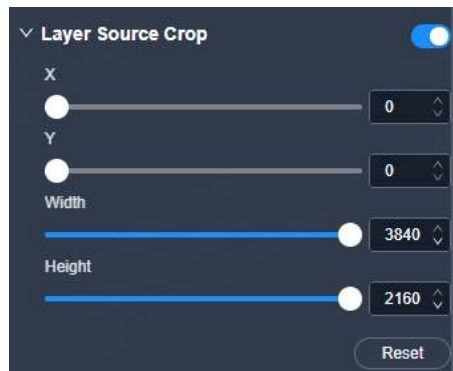 Layer Source Crop
X
0
Y
0
Width
3840
Height
2160
Reset